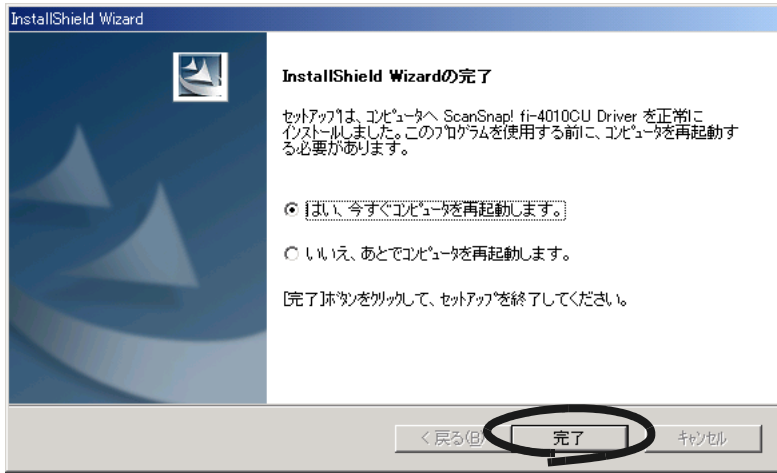 InstallShield Wizard
InstallShield Wizardの完了
セットアップは、コンピュータへ ScanSnap! fi-4010CU Driver を正常に
インストールしました。このプログラムを使用する前に、コンピュータを再起動す
る必要があります。
はい、今すぐコンピュータを再起動します。
いいえ、あとでコンピュータを再起動します。
[完了]ボタンをクリックして、セットアップを終了してください。
< 戻る(B) 完了 キャンセル